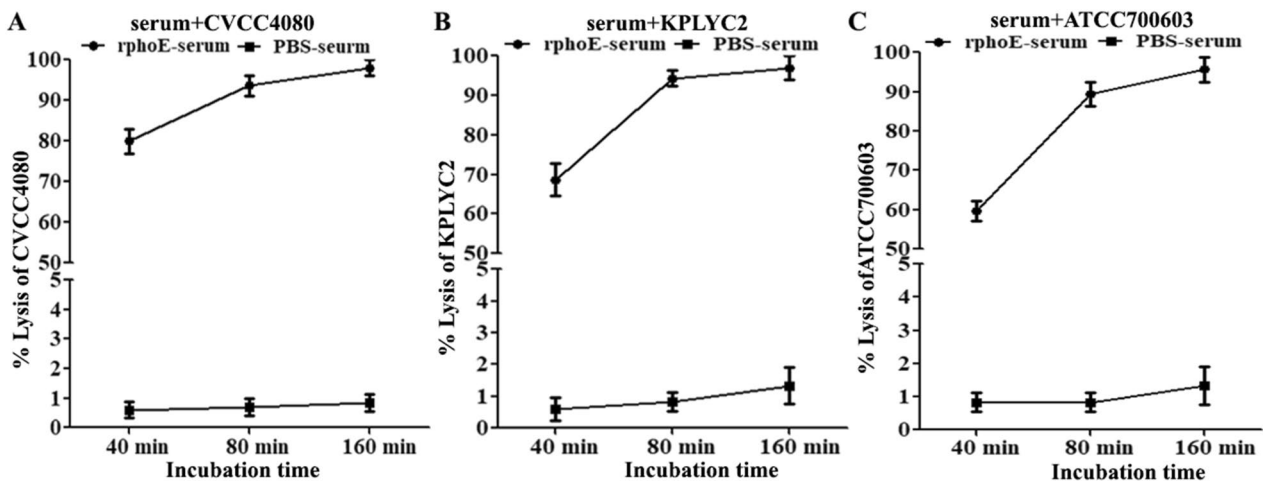 A
serum+CVCC4080
rphoE-serum PBS-seurm
% Lysis of CVCC4080
100
90
80
70
60
50
5
4
3
2
1
0
40 min 80 min 160 min
Incubation time
B
serum+KPLYC2
rphoE-serum PBS-serum
% Lysis of KPLYC2
100
90
80
70
60
50
5
4
3
2
1
0
40 min 80 min 160 min
Incubation time
C
serum+ATCC700603
rphoE-serum PBS-serum
% Lysis ofATCC700603
100
90
80
70
60
50
5
4
3
2
1
0
40 min 80 min 160 min
Incubation time